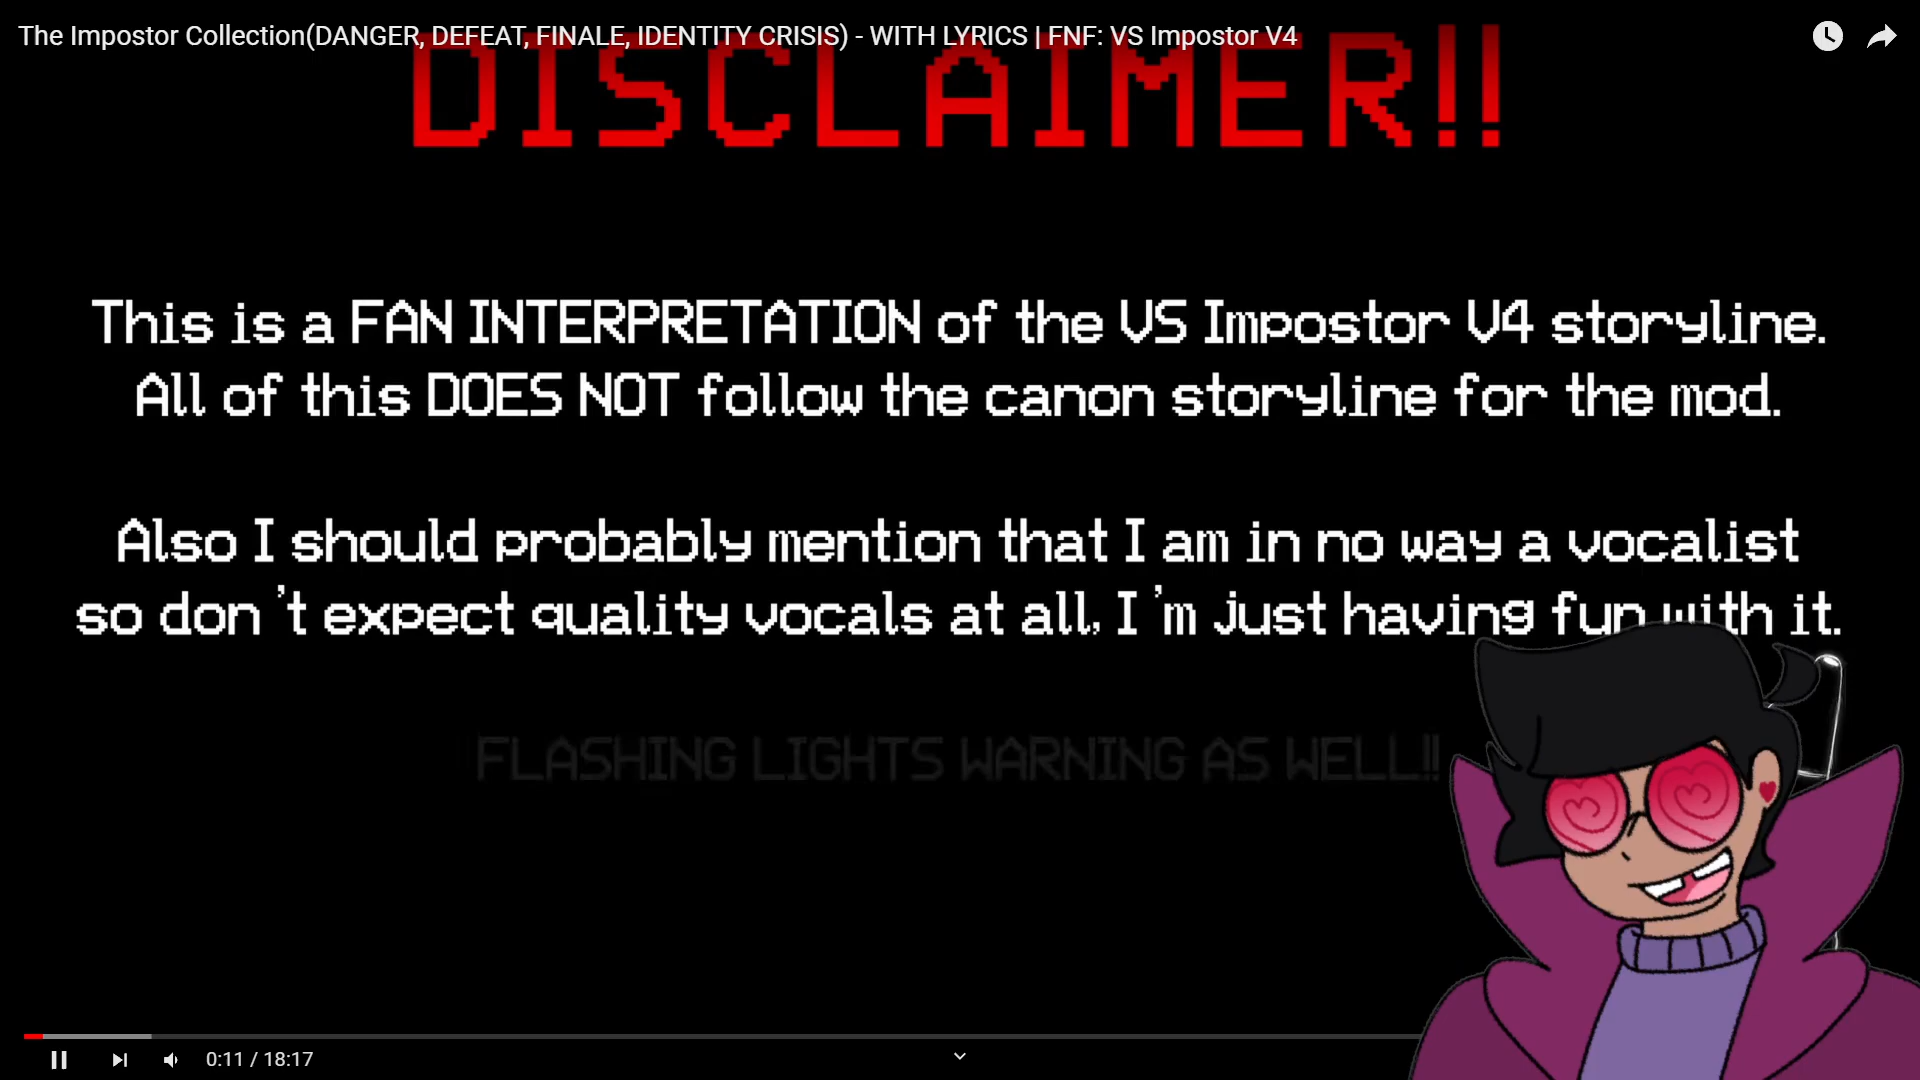 The Impostor Collection(DANGER, DEFEAT, FINALE, IDENTITY CRISIS) - WITH LYRICS | FNF: VS Impostor V4
DISCLAIMER!!
This is a FAN INTERPRETATION of the VS Impostor V4 storyline.
All of this DOES NOT follow the canon storyline for the mod.
Also I should probably mention that I am in no way a vocalist
so don't expect quality vocals at all, I'm just having fun with it.
FLASHING LIGHTS WARNING AS WELL!!
0:11 / 18:17